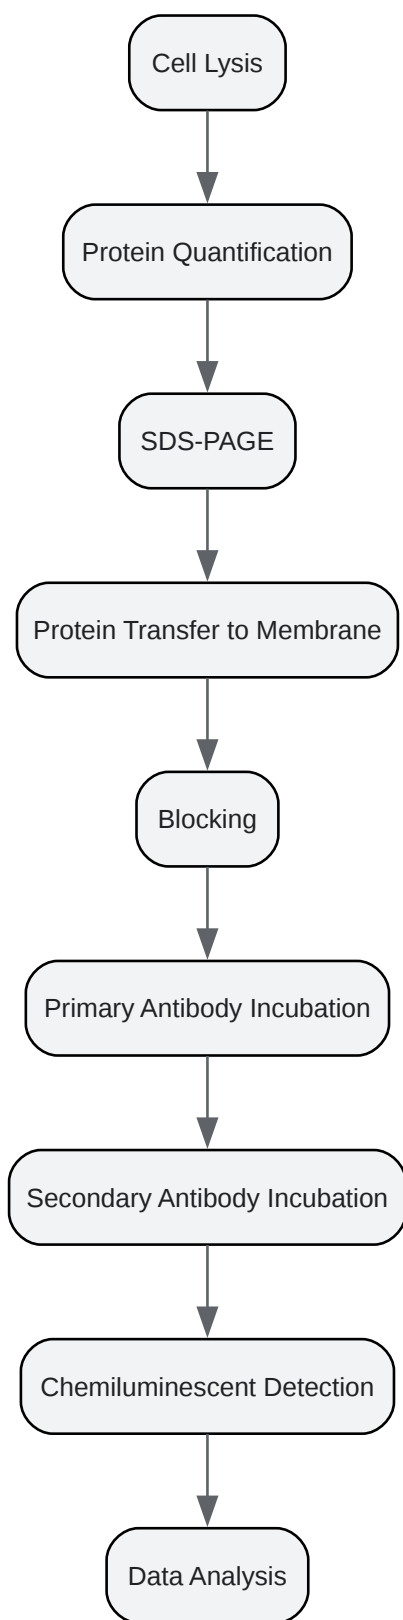 Cell Lysis
Protein Quantification
SDS-PAGE
Protein Transfer to Membrane
Blocking
Primary Antibody Incubation
Secondary Antibody Incubation
Chemiluminescent Detection
Data Analysis